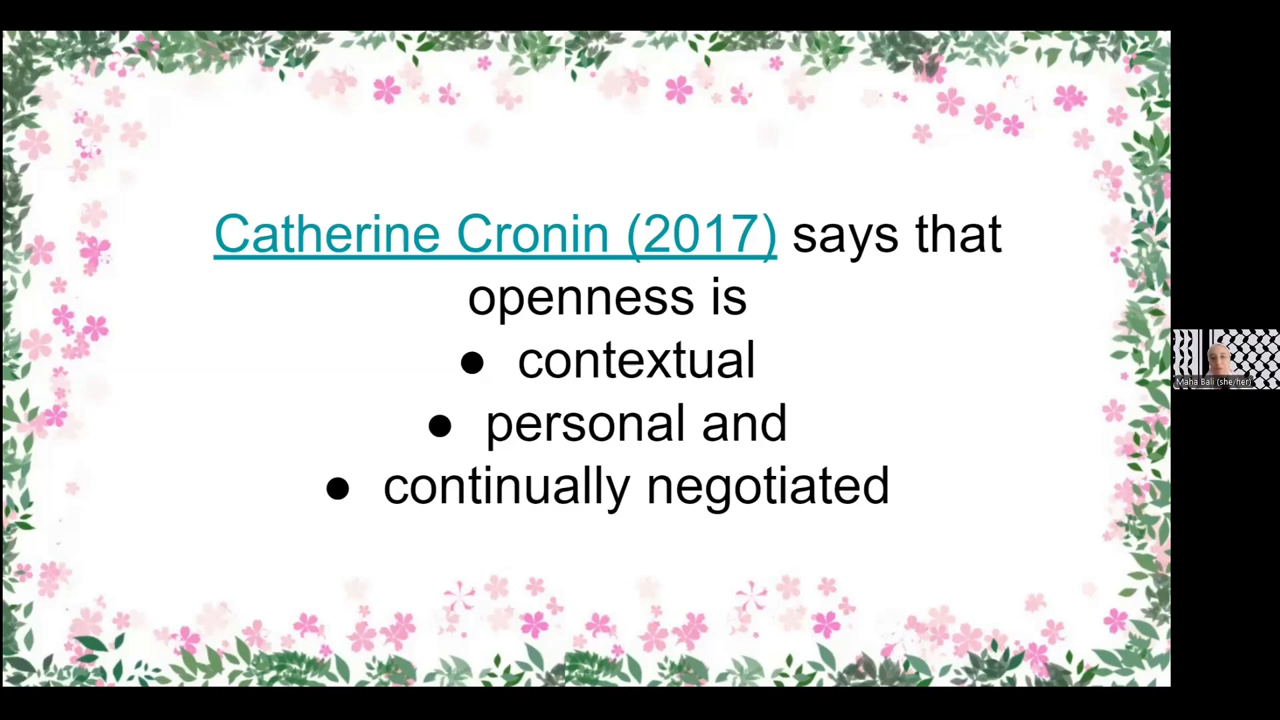 Catherine Cronin (2017) says that
openness is
● contextual
● personal and
● continually negotiated
Maha Bali (she/her)